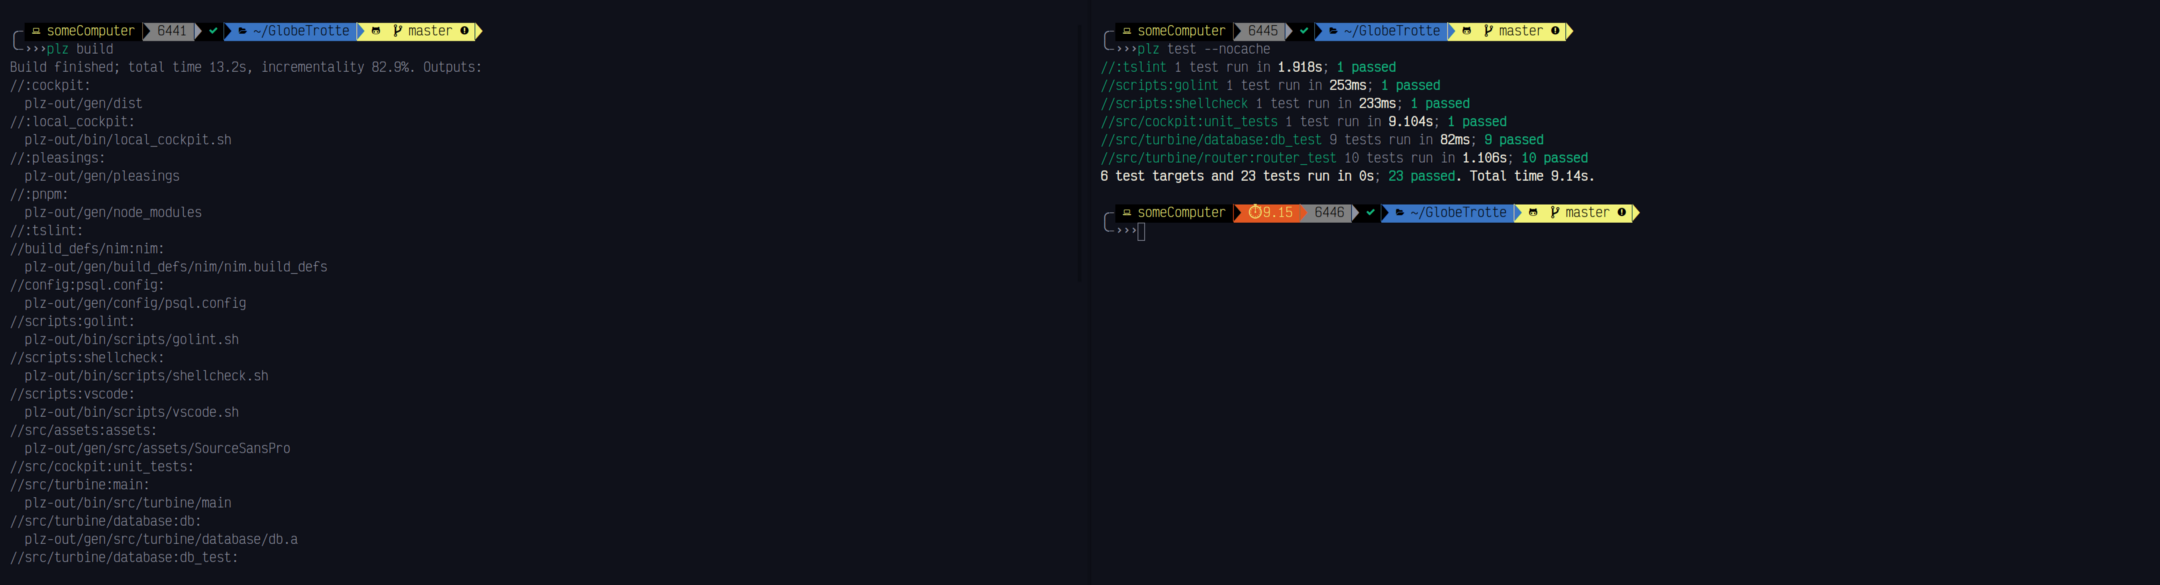 someComputer 6441 ✔ ~/GlobeTrotte master
›››plz build
Build finished; total time 13.2s, incrementality 82.9%. Outputs:
//:cockpit:
plz-out/gen/dist
//:local_cockpit:
plz-out/bin/local_cockpit.sh
//:pleasings:
plz-out/gen/pleasings
//:pnpm:
plz-out/gen/node_modules
//:tslint:
//build_defs/nim:nim:
plz-out/gen/build_defs/nim/nim.build_defs
//config:psql.config:
plz-out/gen/config/psql.config
//scripts:golint:
plz-out/bin/scripts/golint.sh
//scripts:shellcheck:
plz-out/bin/scripts/shellcheck.sh
//scripts:vscode:
plz-out/bin/scripts/vscode.sh
//src/assets:assets:
plz-out/gen/src/assets/SourceSansPro
//src/cockpit:unit_tests:
//src/turbine:main:
plz-out/bin/src/turbine/main
//src/turbine/database:db:
plz-out/gen/src/turbine/database/db.a
//src/turbine/database:db_test:
someComputer 6445 ✔ ~/GlobeTrotte master
›››plz test --nocache
//:tslint 1 test run in 1.918s; 1 passed
//scripts:golint 1 test run in 253ms; 1 passed
//scripts:shellcheck 1 test run in 233ms; 1 passed
//src/cockpit:unit_tests 1 test run in 9.104s; 1 passed
//src/turbine/database:db_test 9 tests run in 82ms; 9 passed
//src/turbine/router:router_test 10 tests run in 1.106s; 10 passed
6 test targets and 23 tests run in 0s; 23 passed. Total time 9.14s.
someComputer 9.15 6446 ✔ ~/GlobeTrotte master
›››